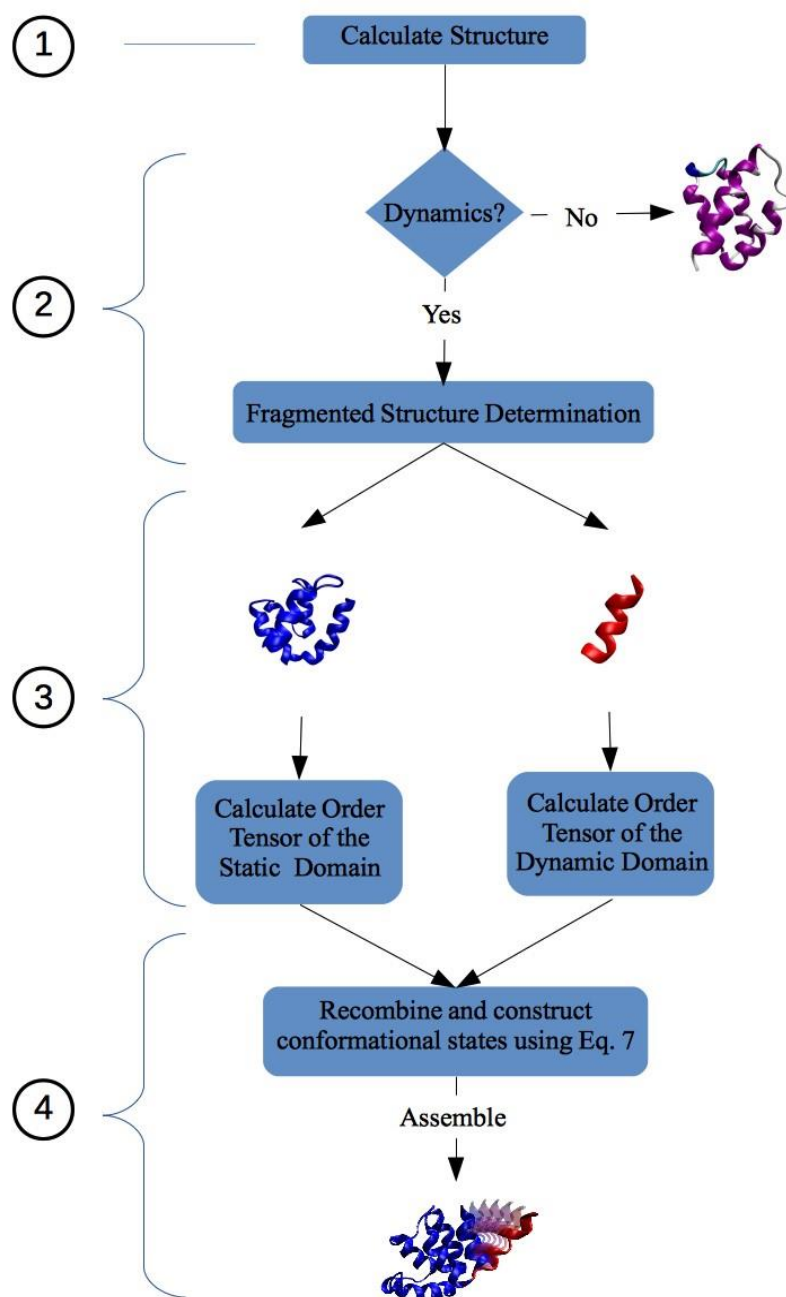 1
Calculate Structure
2
Dynamics?
No
Yes
Fragmented Structure Determination
3
Calculate Order
Tensor of the
Static Domain
Calculate Order
Tensor of the
Dynamic Domain
4
Recombine and construct
conformational states using Eq. 7
Assemble